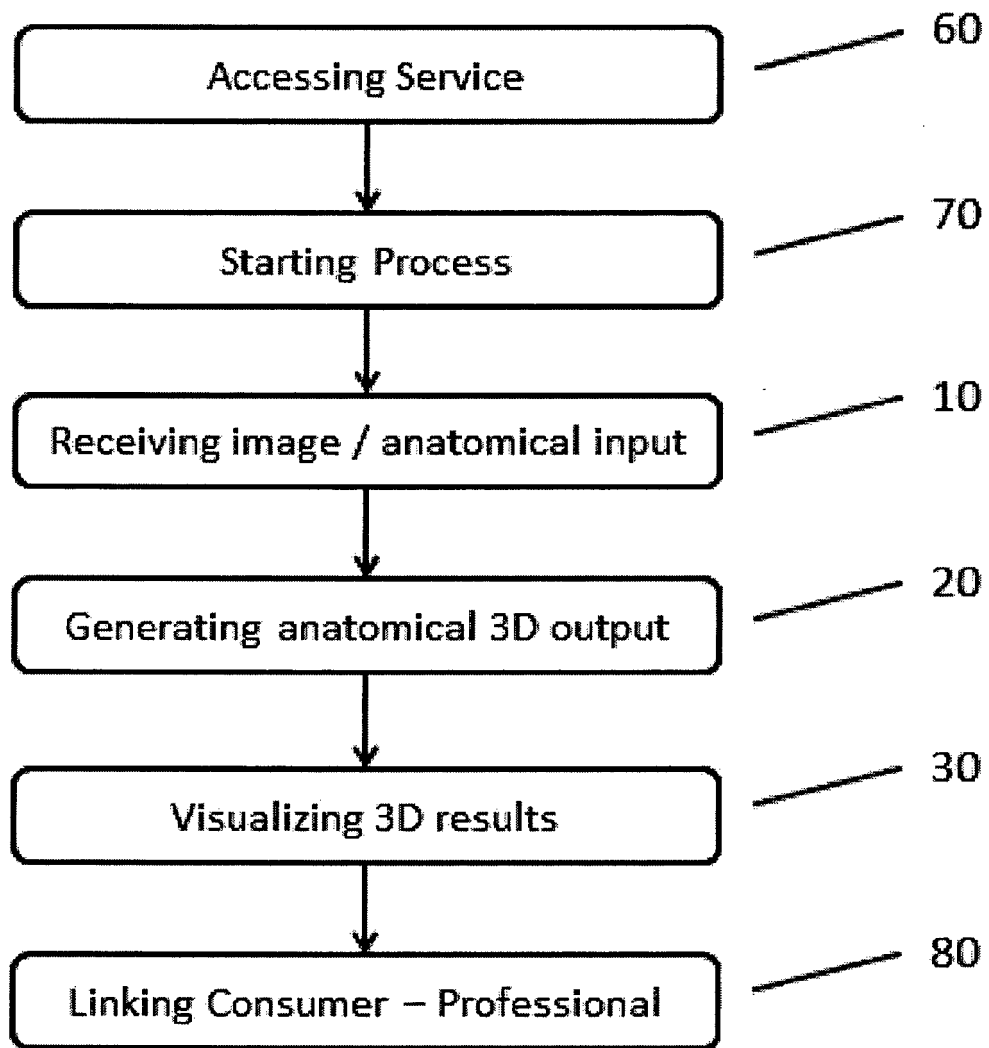 60
Accessing Service
70
Starting Process
10
Receiving image / anatomical input
20
Generating anatomical 3D output
30
Visualizing 3D results
80
Linking Consumer – Professional